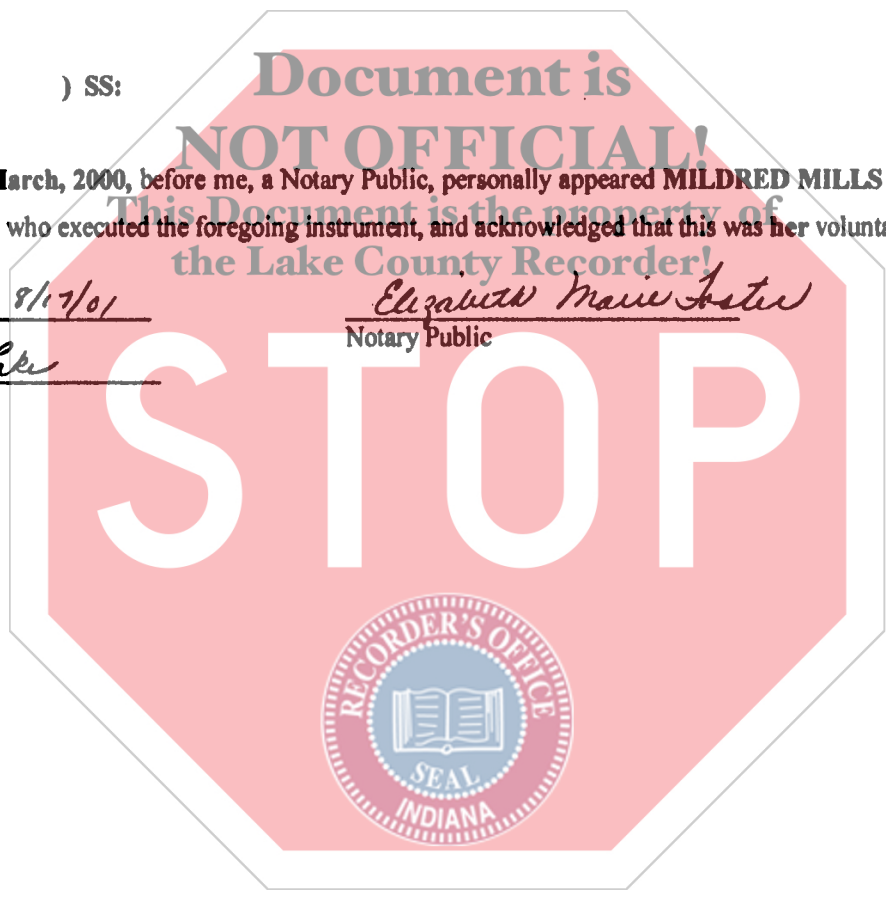 Document is
) SS:
NOT OFFICIAL!
March, 2000, before me, a Notary Public, personally appeared MILDRED MILLS
This Document is the property of
who executed the foregoing instrument, and acknowledged that this was her volunta
the Lake County Recorder!
8/17/01 Elizabeth Marie Foster
Notary Public
Lake
STOP
RECORDER'S OFFICE
SEAL
INDIANA